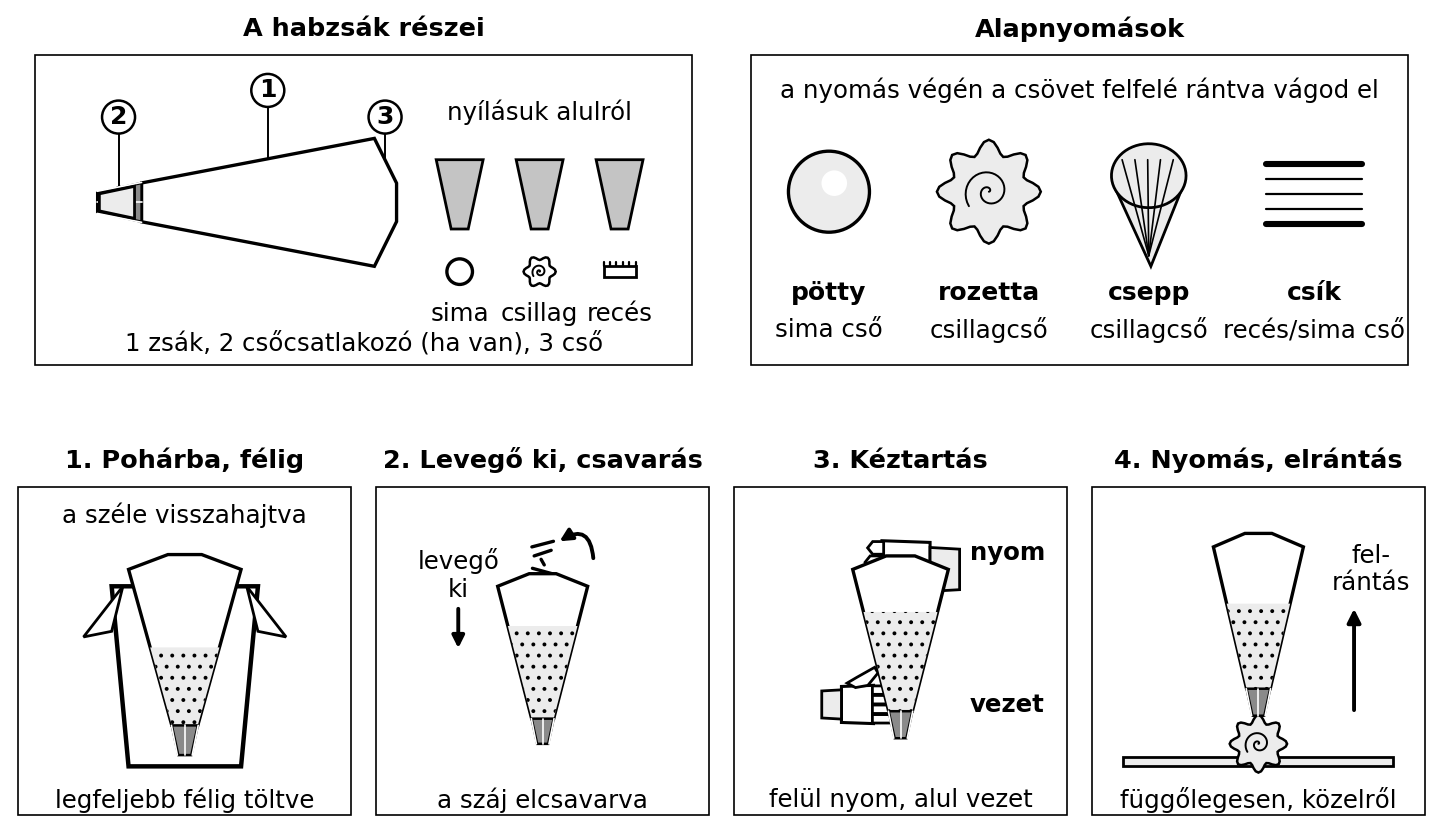 A habzsák részei
2
1
3
nyílásuk alulról
sima csillag recés
1 zsák, 2 csőcsatlakozó (ha van), 3 cső
Alapnyomások
a nyomás végén a csövet felfelé rántva vágod el
pötty rozetta csepp csík
sima cső csillagcső csillagcső recés/sima cső
1. Pohárba, félig
a széle visszahajtva
legfeljebb félig töltve
2. Levegő ki, csavarás
levegő
ki
a száj elcsavarva
3. Kéztartás
nyom
vezet
felül nyom, alul vezet
4. Nyomás, elrántás
fel-
rántás
függőlegesen, közelről